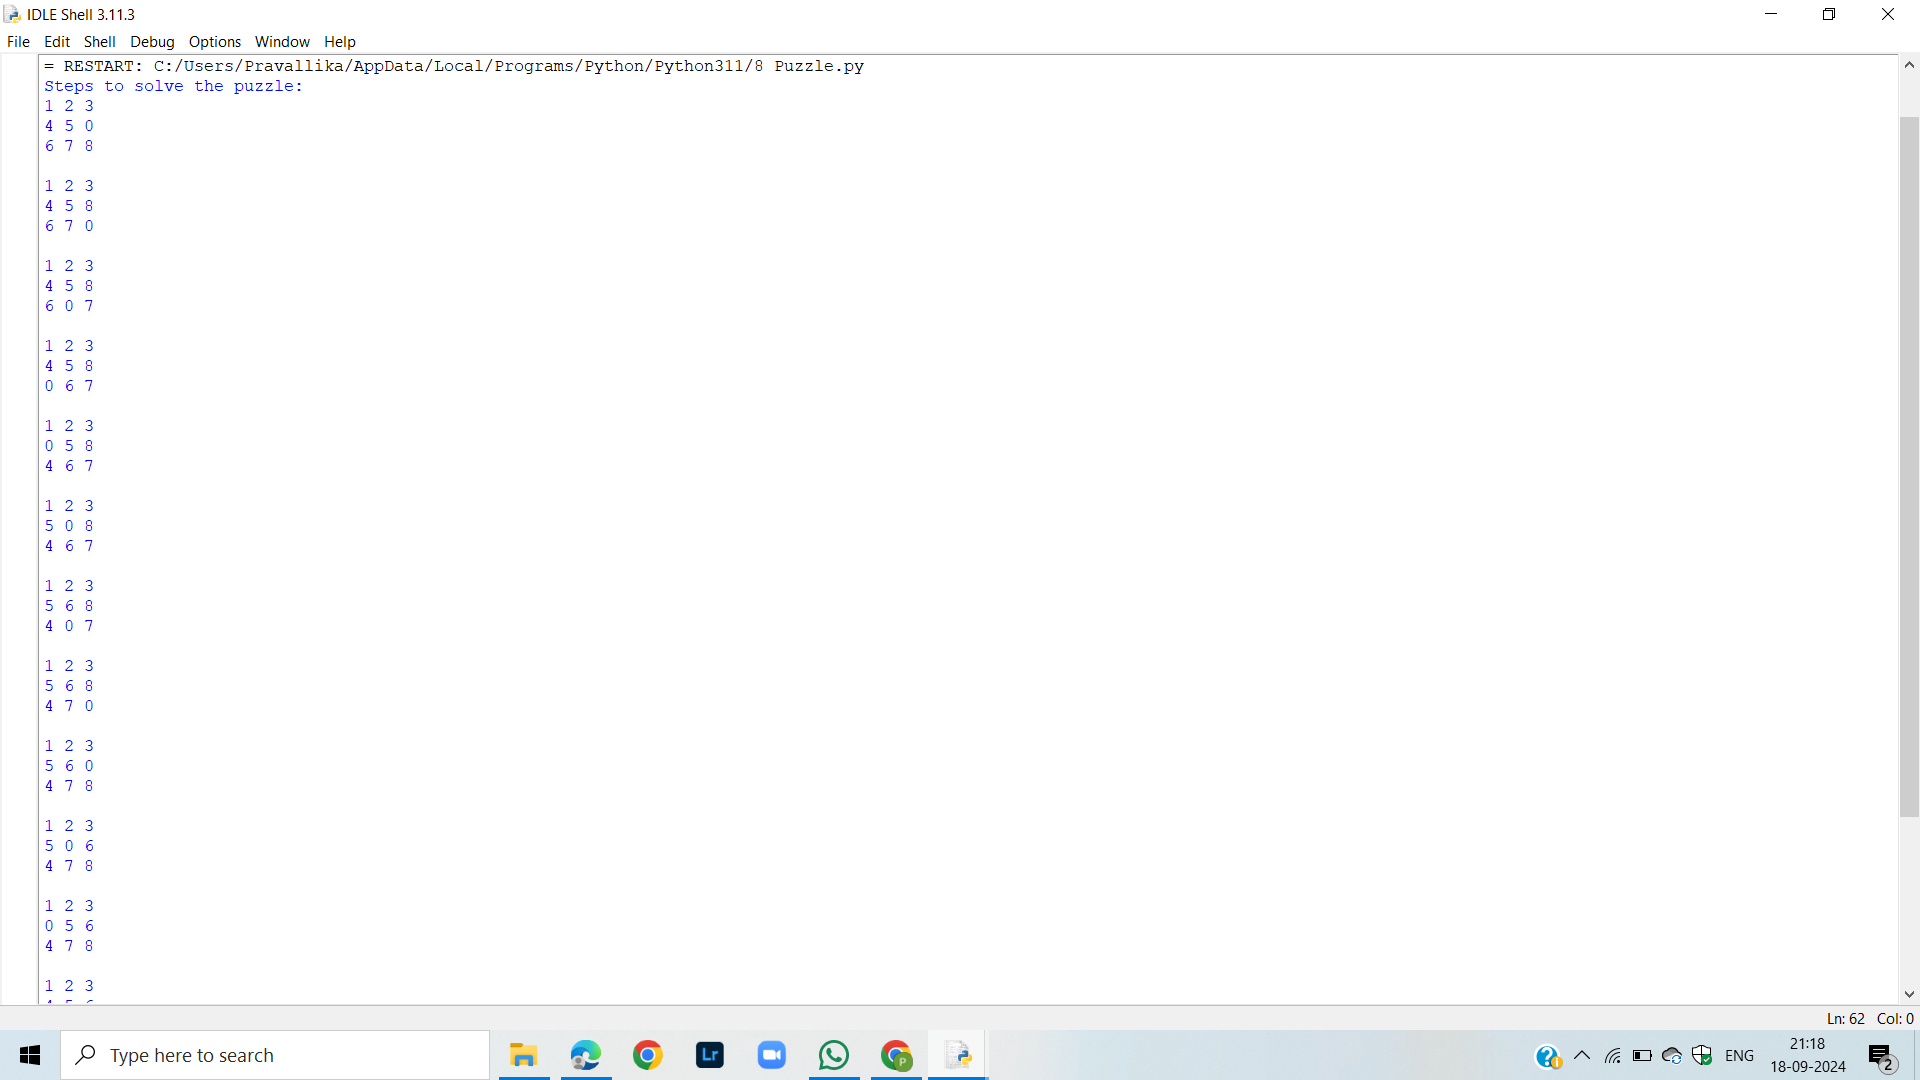 IDLE Shell 3.11.3
File Edit Shell Debug Options Window Help
= RESTART: C:/Users/Pravallika/AppData/Local/Programs/Python/Python311/8 Puzzle.py
Steps to solve the puzzle:
1 2 3
4 5 0
6 7 8
1 2 3
4 5 8
6 7 0
1 2 3
4 5 8
6 0 7
1 2 3
4 5 8
0 6 7
1 2 3
0 5 8
4 6 7
1 2 3
5 0 8
4 6 7
1 2 3
5 6 8
4 0 7
1 2 3
5 6 8
4 7 0
1 2 3
5 6 0
4 7 8
1 2 3
5 0 6
4 7 8
1 2 3
0 5 6
4 7 8
1 2 3
Ln: 62 Col: 0
Type here to search
Lr
P
ENG
21:18
18-09-2024
2